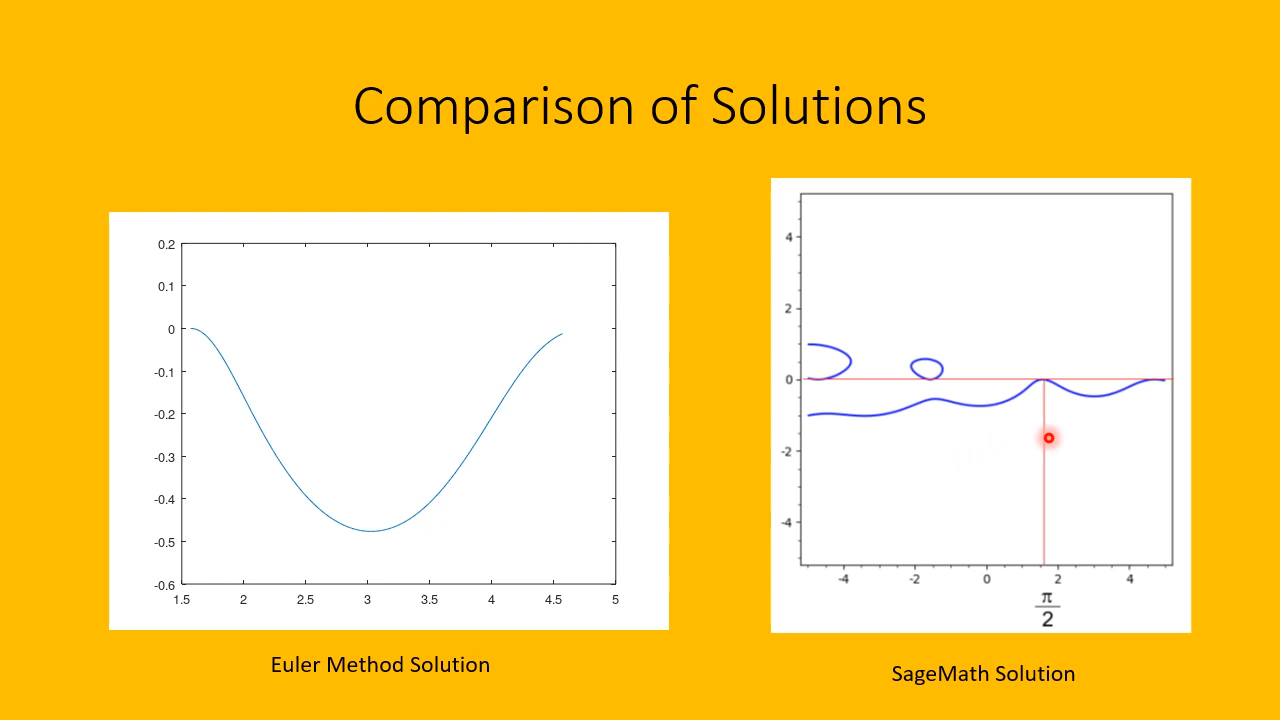 Comparison of Solutions
0.2
0.1
0
-0.1
-0.2
-0.3
-0.4
-0.5
-0.6
1.5 2 2.5 3 3.5 4 4.5 5
Euler Method Solution
4
2
0
-2
-4
-4 -2 0 2 4
π
2
SageMath Solution